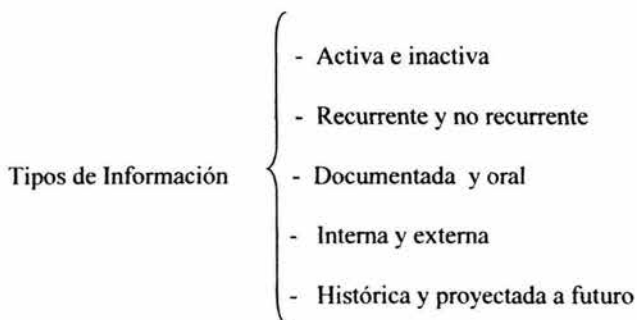 - Activa e inactiva
- Recurrente y no recurrente
Tipos de Información
- Documentada y oral
- Interna y externa
- Histórica y proyectada a futuro